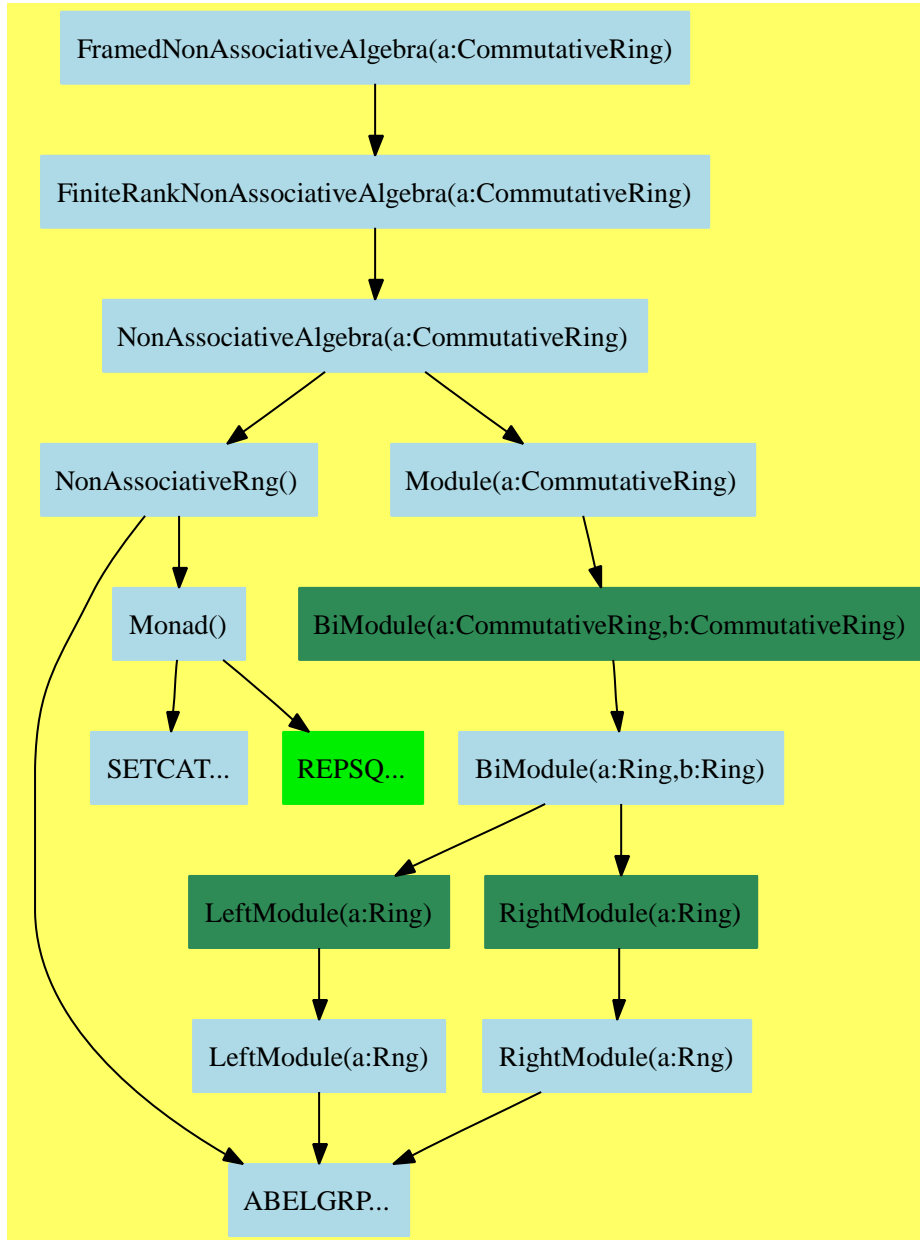 FramedNonAssociativeAlgebra(a:CommutativeRing)
FiniteRankNonAssociativeAlgebra(a:CommutativeRing)
NonAssociativeAlgebra(a:CommutativeRing)
NonAssociativeRng()
Module(a:CommutativeRing)
Monad()
BiModule(a:CommutativeRing,b:CommutativeRing)
SETCAT...
REPSQ...
BiModule(a:Ring,b:Ring)
LeftModule(a:Ring)
RightModule(a:Ring)
LeftModule(a:Rng)
RightModule(a:Rng)
ABELGRP...